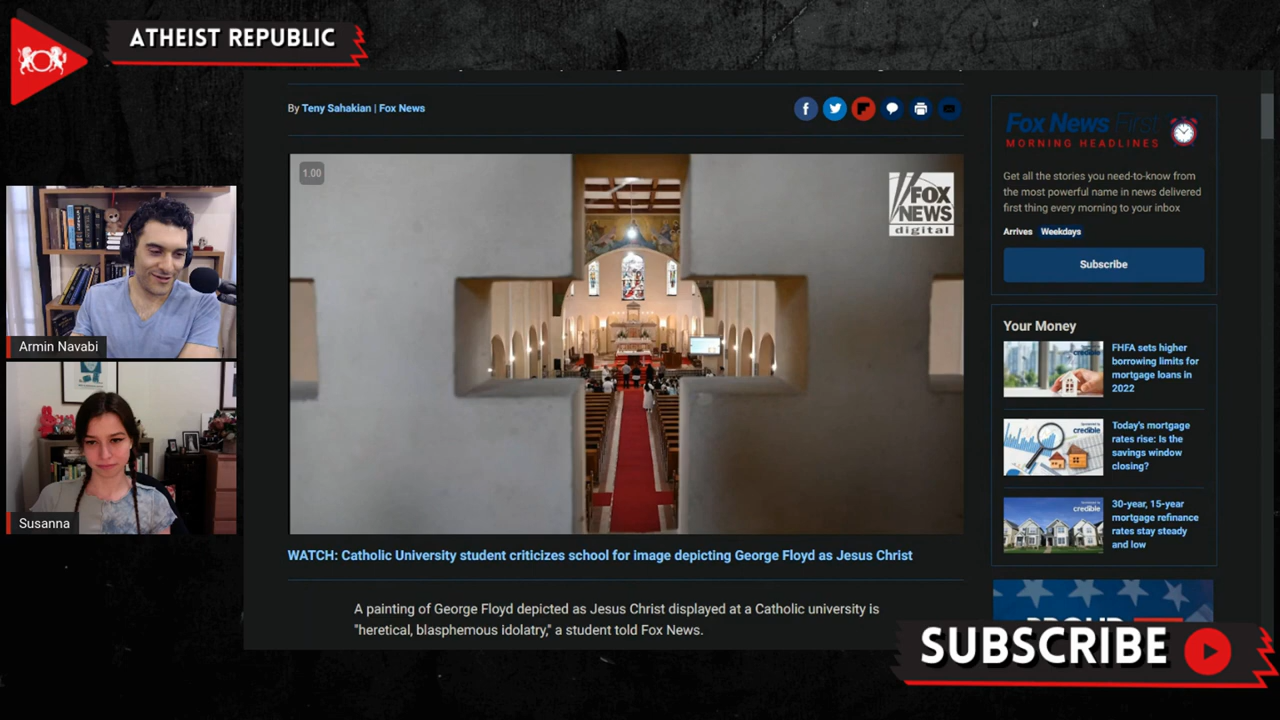 ATHEIST REPUBLIC
By Teny Sahakian | Fox News
1.00
FOX
NEWS
digital
Armin Navabi
Susanna
WATCH: Catholic University student criticizes school for image depicting George Floyd as Jesus Christ
A painting of George Floyd depicted as Jesus Christ displayed at a Catholic university is
"heretical, blasphemous idolatry," a student told Fox News.
Fox News First
MORNING HEADLINES
Get all the stories you need-to-know from
the most powerful name in news delivered
first thing every morning to your inbox
Arrives Weekdays
Subscribe
Your Money
FHFA sets higher
borrowing limits for
mortgage loans in
2022
credible
Today's mortgage
rates rise: Is the
savings window
closing?
credible
30-year, 15-year
mortgage refinance
rates stay steady
and low
PROUD
SUBSCRIBE